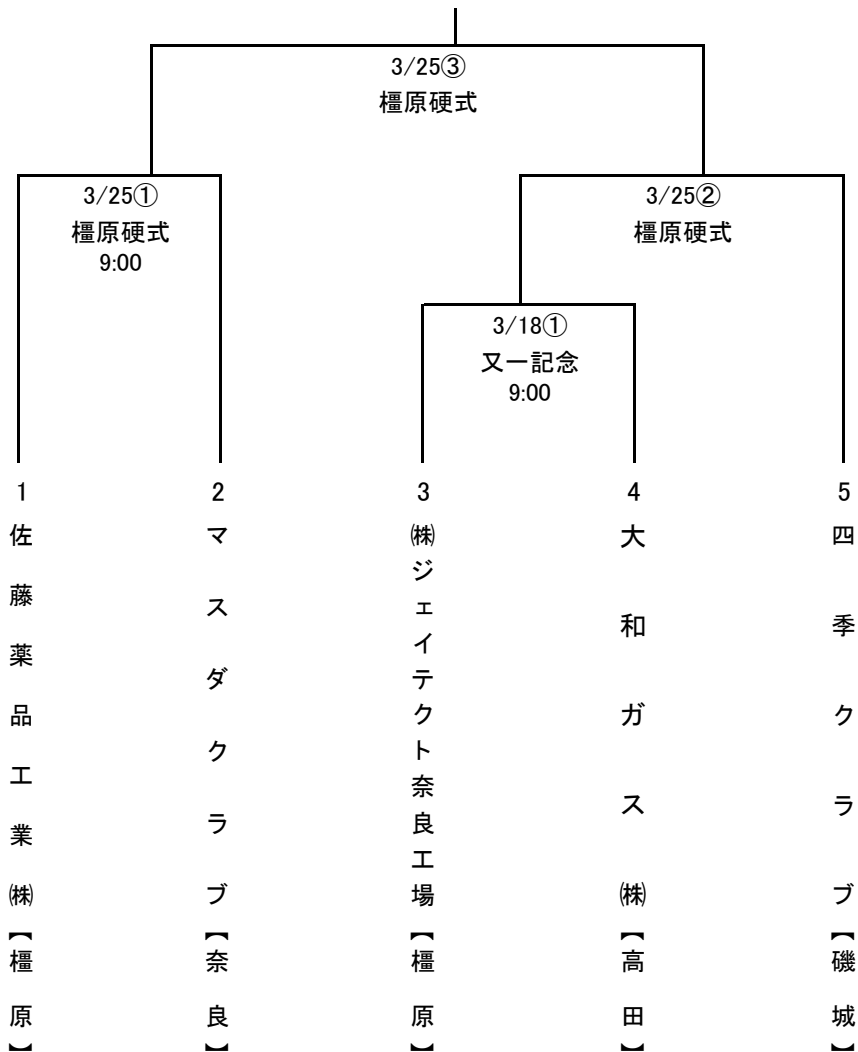 3/25③
橿原硬式
3/25①
橿原硬式
9:00
3/25②
橿原硬式
3/18①
又一記念
9:00
1
2
3
4
5
佐藤薬品工業㈱【橿原】
マスダクラブ【奈良】
㈱ジェイテクト奈良工場【橿原】
大和ガス㈱【高田】
四季クラブ【磯城】